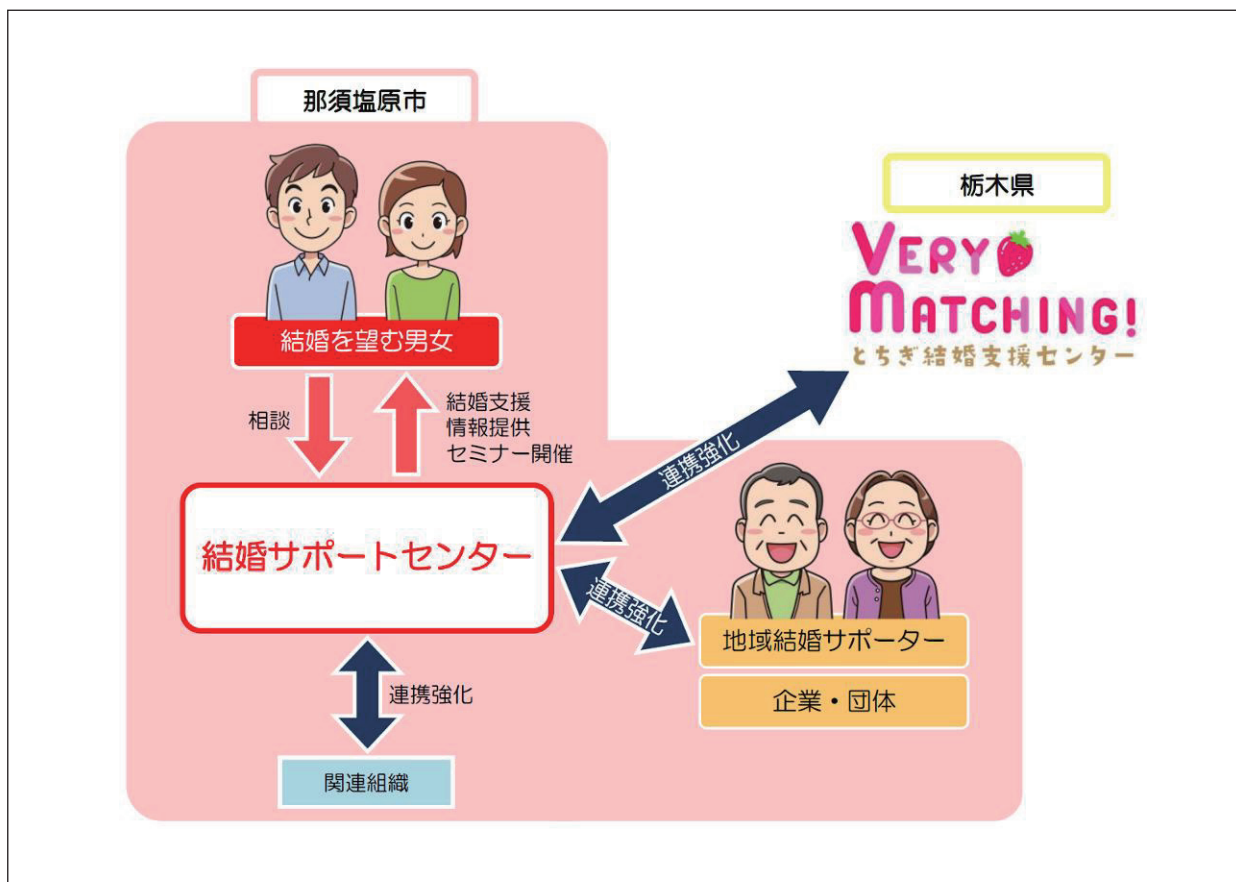 那須塩原市
栃木県
VERY
MATCHING!
とちぎ結婚支援センター
結婚を望む男女
相談
結婚支援
情報提供
セミナー開催
連携強化
結婚サポートセンター
連携強化
地域結婚サポーター
企業・団体
連携強化
関連組織